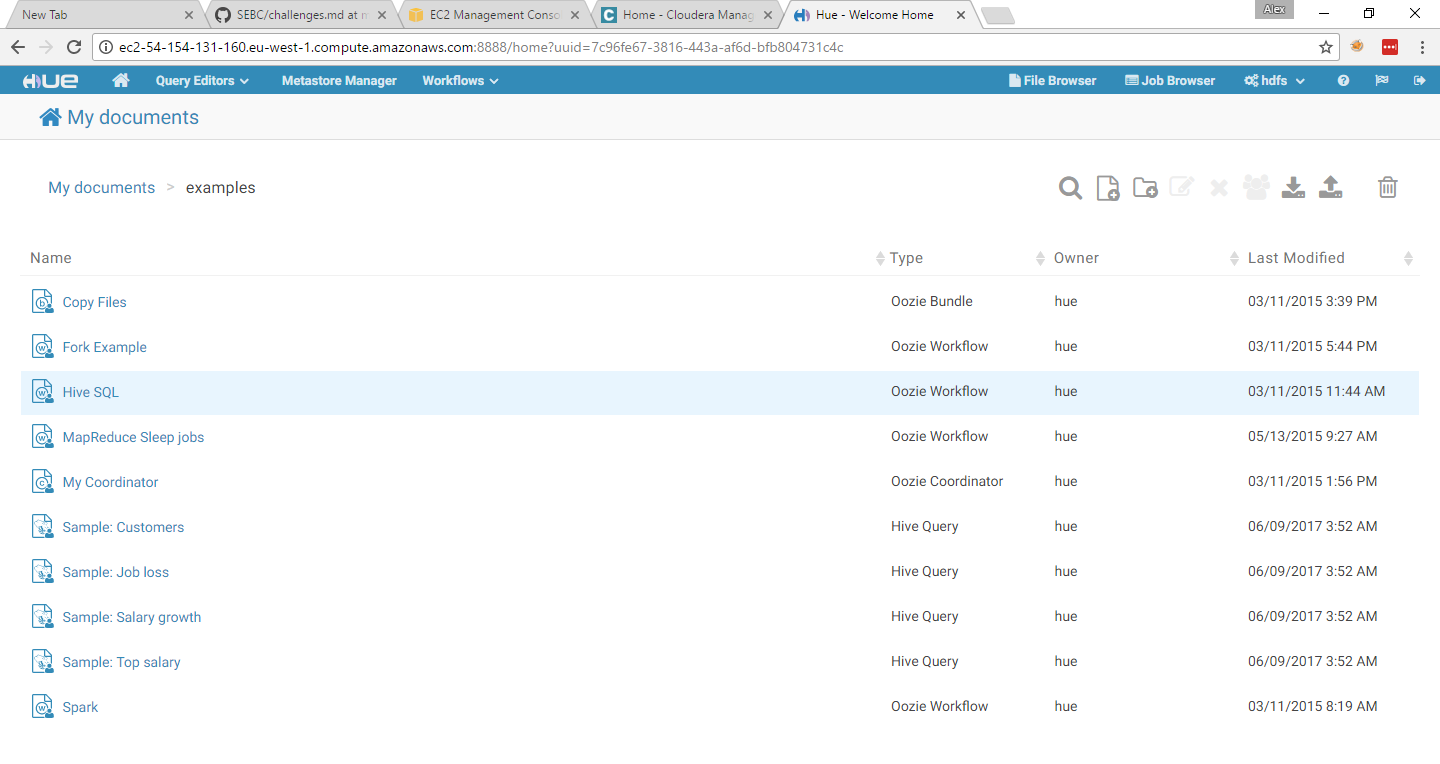 New Tab
SEBC/challenges.md at m
EC2 Management Conso
Home - Cloudera Manag
Hue - Welcome Home
Alex
ec2-54-154-131-160.eu-west-1.compute.amazonaws.com:8888/home?uuid=7c96fe67-3816-443a-af6d-bfb804731c4c
HUE Query Editors Metastore Manager Workflows File Browser Job Browser hdfs
My documents
My documents > examples
Name Type Owner Last Modified
Copy Files Oozie Bundle hue 03/11/2015 3:39 PM
Fork Example Oozie Workflow hue 03/11/2015 5:44 PM
Hive SQL Oozie Workflow hue 03/11/2015 11:44 AM
MapReduce Sleep jobs Oozie Workflow hue 05/13/2015 9:27 AM
My Coordinator Oozie Coordinator hue 03/11/2015 1:56 PM
Sample: Customers Hive Query hue 06/09/2017 3:52 AM
Sample: Job loss Hive Query hue 06/09/2017 3:52 AM
Sample: Salary growth Hive Query hue 06/09/2017 3:52 AM
Sample: Top salary Hive Query hue 06/09/2017 3:52 AM
Spark Oozie Workflow hue 03/11/2015 8:19 AM